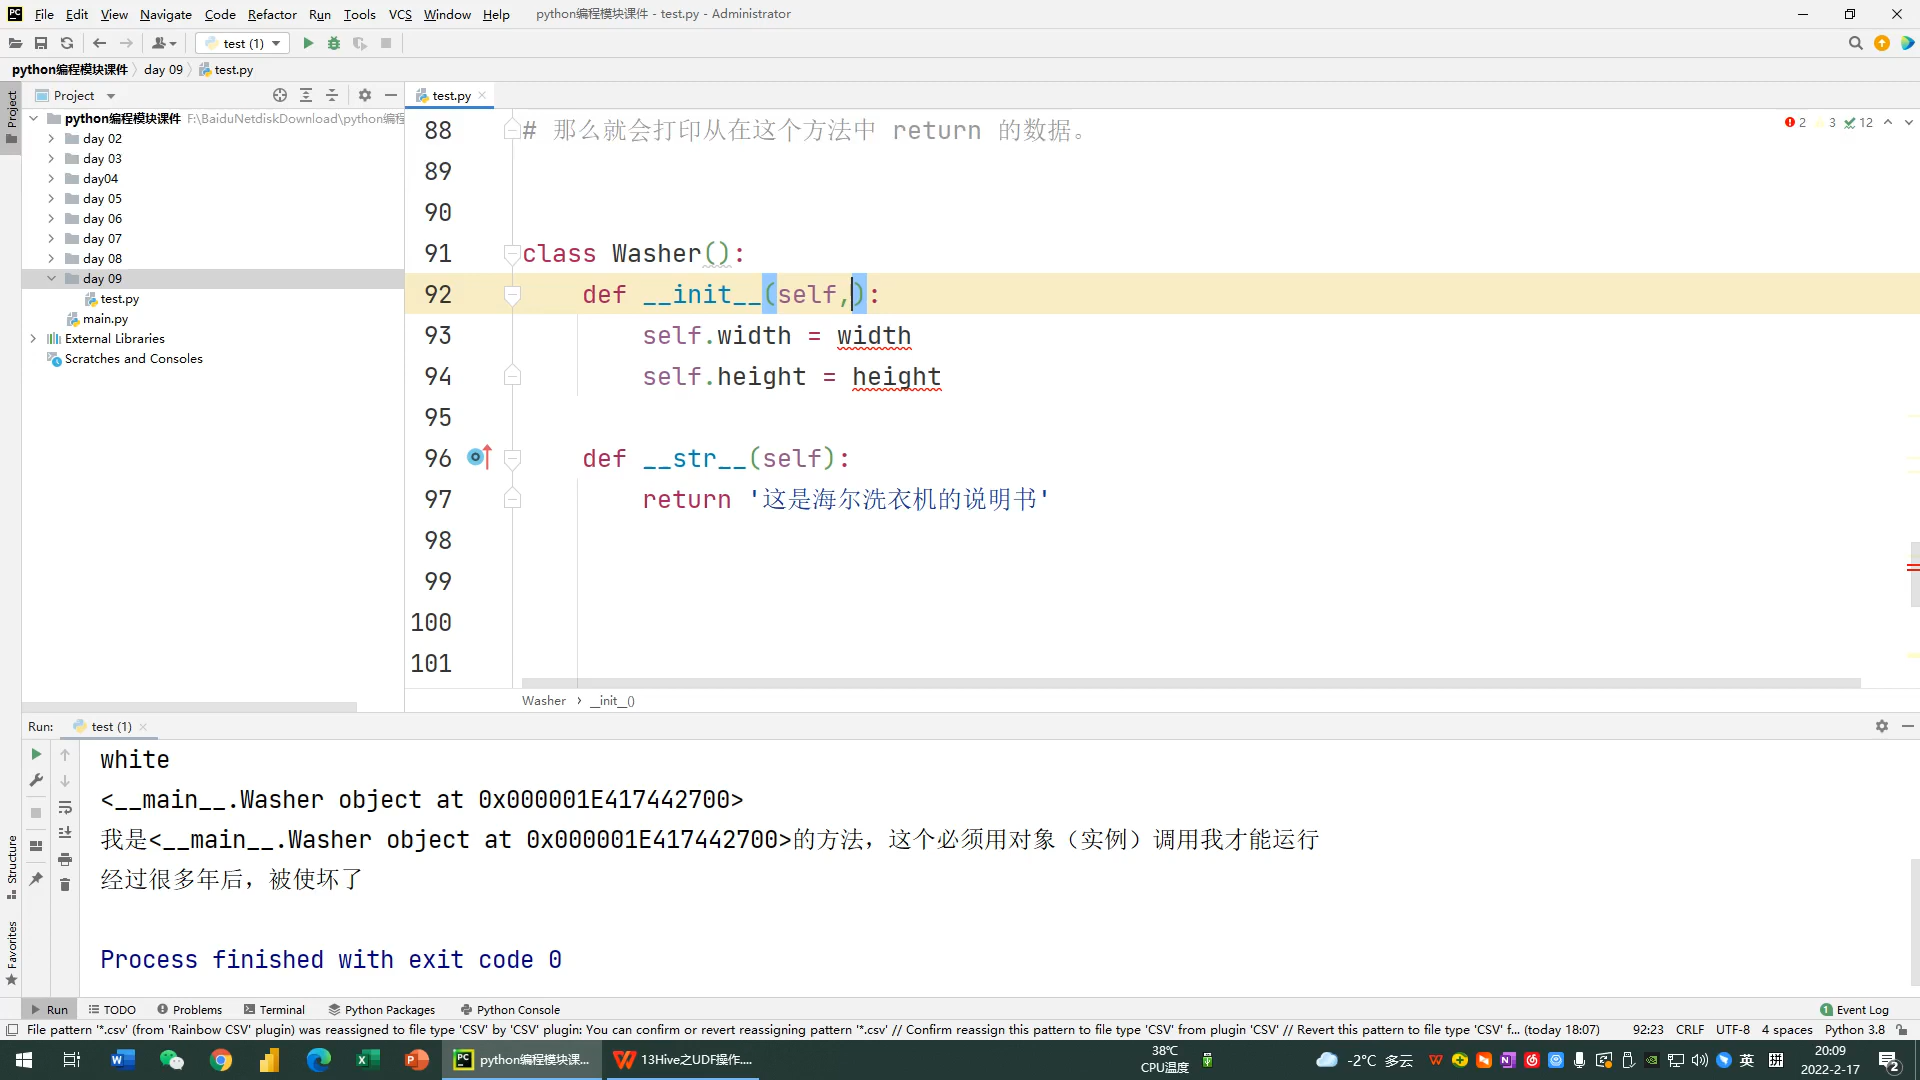 File Edit View Navigate Code Refactor Run Tools VCS Window Help python编程模块课件 - test.py - Administrator
test (1)
python编程模块课件 day 09 test.py
Project
Project
test.py
python编程模块课件 F:\BaiduNetdiskDownload\python编程
day 02
day 03
day04
day 05
day 06
day 07
day 08
day 09
test.py
main.py
External Libraries
Scratches and Consoles
2 3 12
88 # 那么就会打印从在这个方法中 return 的数据。
89
90
91 class Washer():
92 def __init__(self,):
93 self.width = width
94 self.height = height
95
96 def __str__(self):
97 return '这是海尔洗衣机的说明书'
98
99
100
101
Washer › __init__()
Run: test (1)
white
<__main__.Washer object at 0x000001E417442700>
我是<__main__.Washer object at 0x000001E417442700>的方法，这个必须用对象（实例）调用我才能运行
经过很多年后，被使坏了
Process finished with exit code 0
Structure
Favorites
Run TODO Problems Terminal Python Packages Python Console 1 Event Log
File pattern '*.csv' (from 'Rainbow CSV' plugin) was reassigned to file type 'CSV' by 'CSV' plugin: You can confirm or revert reassigning pattern '*.csv' // Confirm reassign this pattern to file type 'CSV' from plugin 'CSV' // Revert this pattern to file type 'CSV' f... (today 18:07) 92:23 CRLF UTF-8 4 spaces Python 3.8
python编程模块课... 13Hive之UDF操作.... 38℃ CPU温度 -2°C 多云 英 20:09 2022-2-17 2